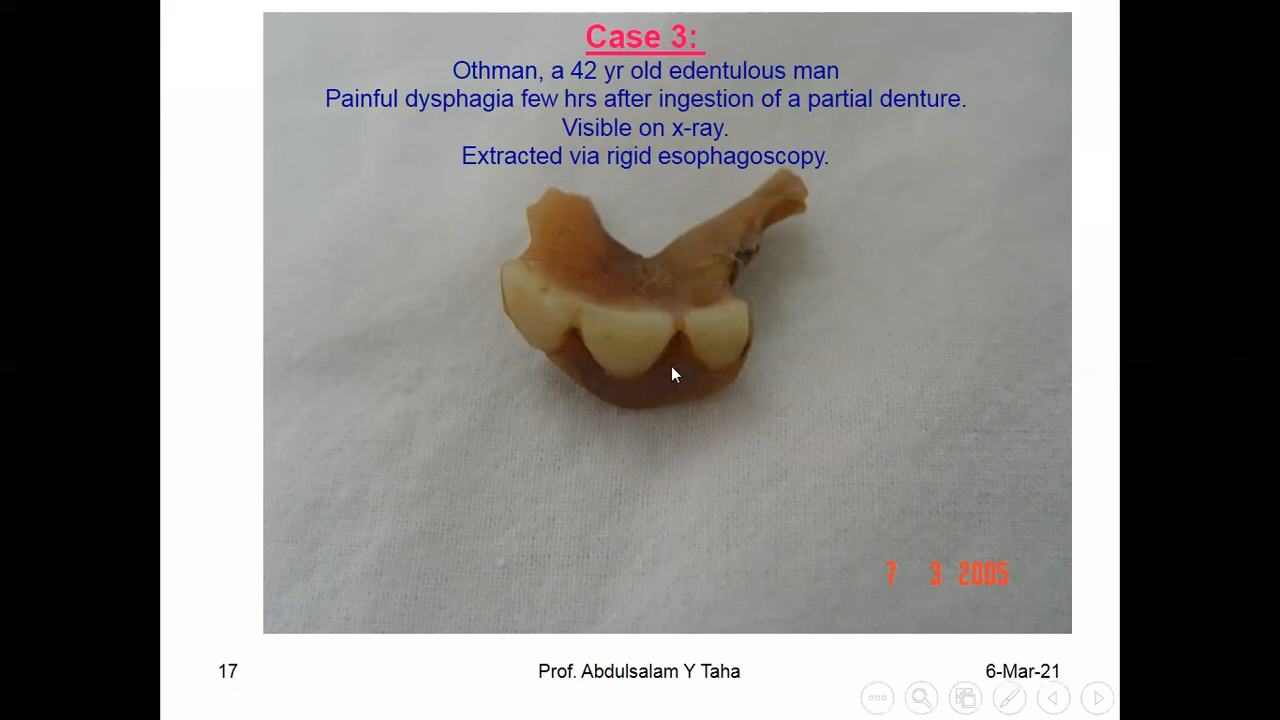 Case 3:
Othman, a 42 yr old edentulous man
Painful dysphagia few hrs after ingestion of a partial denture.
Visible on x-ray.
Extracted via rigid esophagoscopy.
7 3 2005
17 Prof. Abdulsalam Y Taha 6-Mar-21